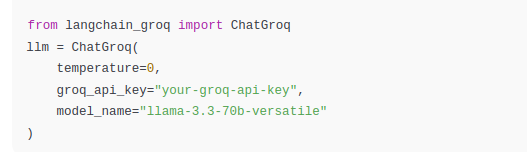 from langchain_groq import ChatGroq
llm = ChatGroq(
    temperature=0,
    groq_api_key="your-groq-api-key",
    model_name="llama-3.3-70b-versatile"
)